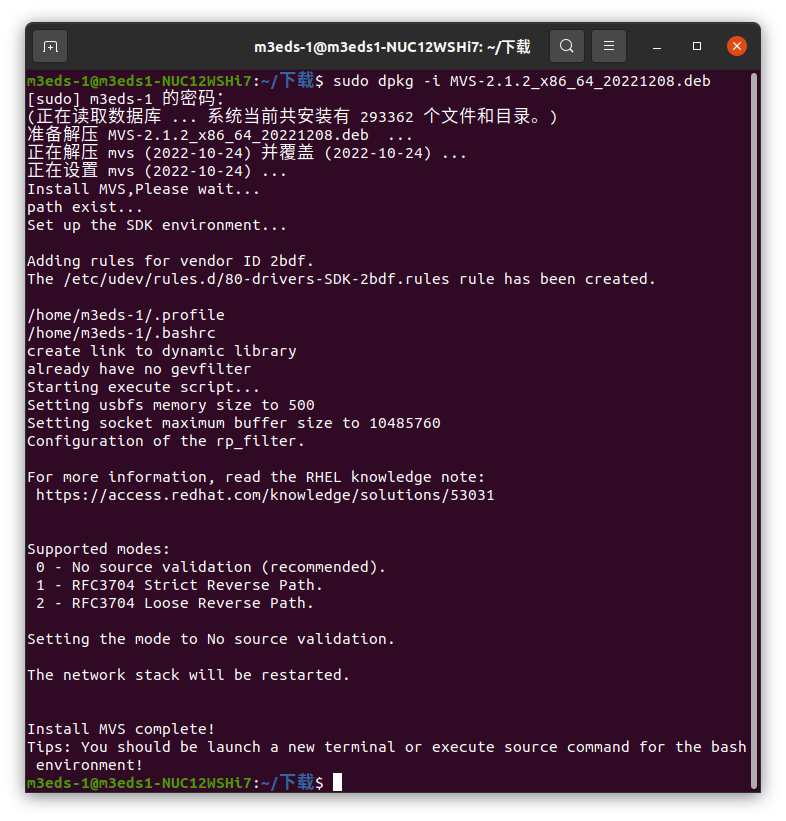 m3eds-1@m3eds1-NUC12WSHi7: ~/下载
m3eds-1@m3eds1-NUC12WSHi7:~/下载$ sudo dpkg -i MVS-2.1.2_x86_64_20221208.deb
[sudo] m3eds-1 的密码：
(正在读取数据库 ... 系统当前共安装有 293362 个文件和目录。)
准备解压 MVS-2.1.2_x86_64_20221208.deb  ...
正在解压 mvs (2022-10-24) 并覆盖 (2022-10-24) ...
正在设置 mvs (2022-10-24) ...
Install MVS,Please wait...
path exist...
Set up the SDK environment...
Adding rules for vendor ID 2bdf.
The /etc/udev/rules.d/80-drivers-SDK-2bdf.rules rule has been created.
/home/m3eds-1/.profile
/home/m3eds-1/.bashrc
create link to dynamic library
already have no gevfilter
Starting execute script...
Setting usbfs memory size to 500
Setting socket maximum buffer size to 10485760
Configuration of the rp_filter.
For more information, read the RHEL knowledge note:
 https://access.redhat.com/knowledge/solutions/53031
Supported modes:
 0 - No source validation (recommended).
 1 - RFC3704 Strict Reverse Path.
 2 - RFC3704 Loose Reverse Path.
Setting the mode to No source validation.
The network stack will be restarted.
Install MVS complete!
Tips: You should be launch a new terminal or execute source command for the bash
 environment!
m3eds-1@m3eds1-NUC12WSHi7:~/下载$